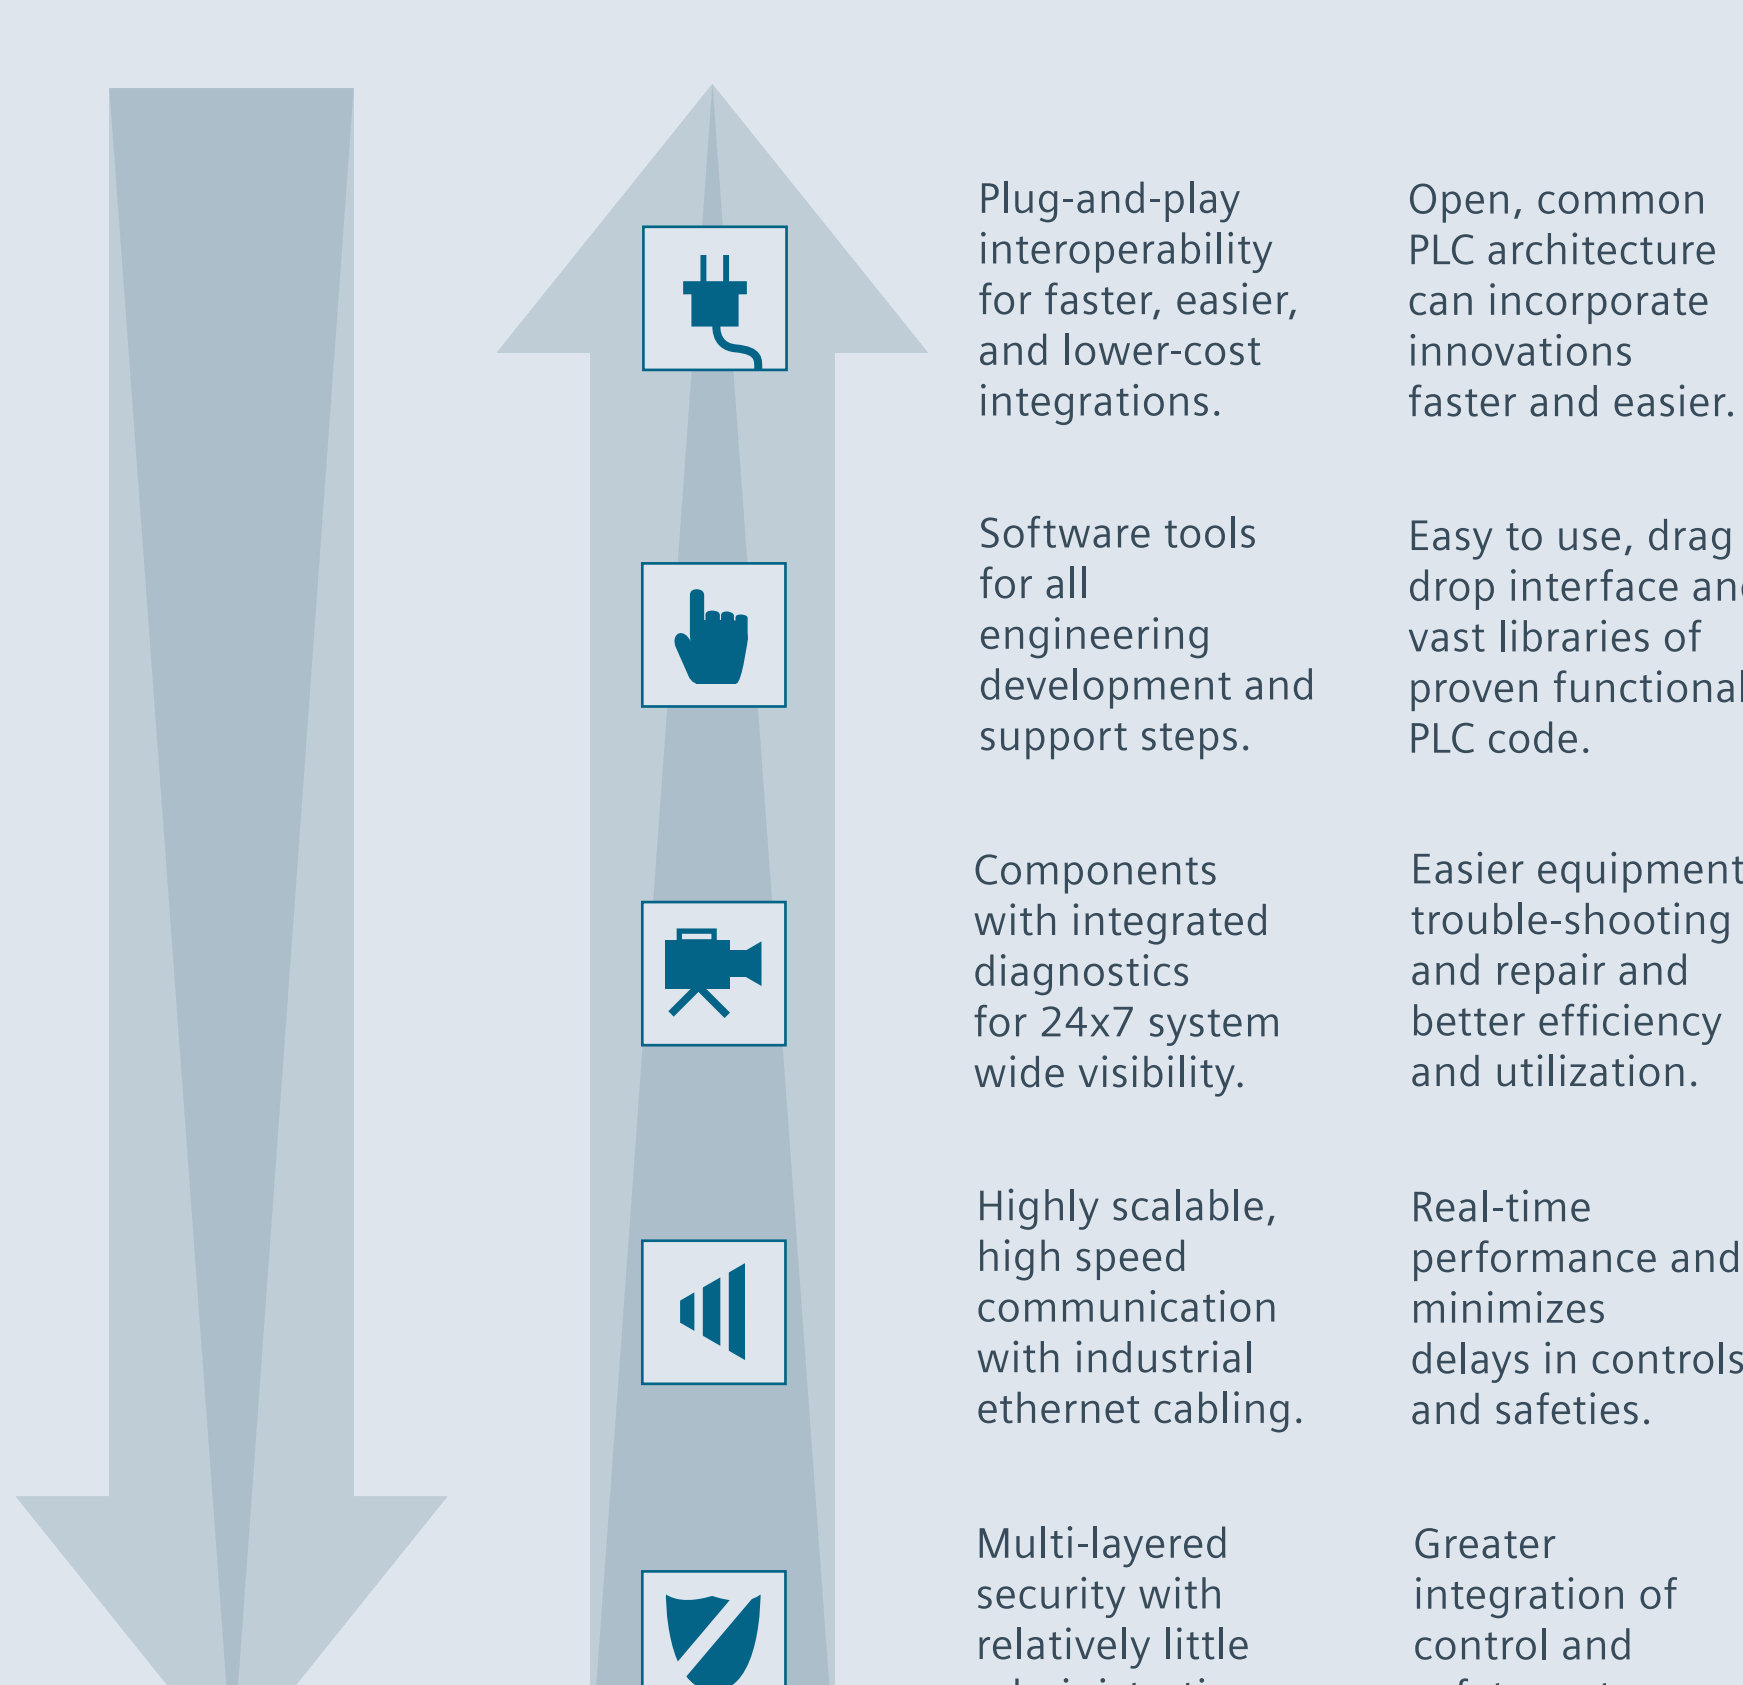 Plug-and-play
interoperability
for faster, easier,
and lower-cost
integrations.
Open, common
PLC architecture
can incorporate
innovations
faster and easier.
Software tools
for all
engineering
development and
support steps.
Easy to use, drag
drop interface
vast libraries of
proven functional
PLC code.
Components
with integrated
diagnostics
for 24x7 system
wide visibility.
Easier equipment
trouble-shooting
and repair and
better efficiency
and utilization.
Highly scalable,
high speed
communication
with industrial
ethernet cabling.
Real-time
performance and
minimizes
delays in controls
and safeties.
Multi-layered
security with
relatively little
Greater
integration of
control and